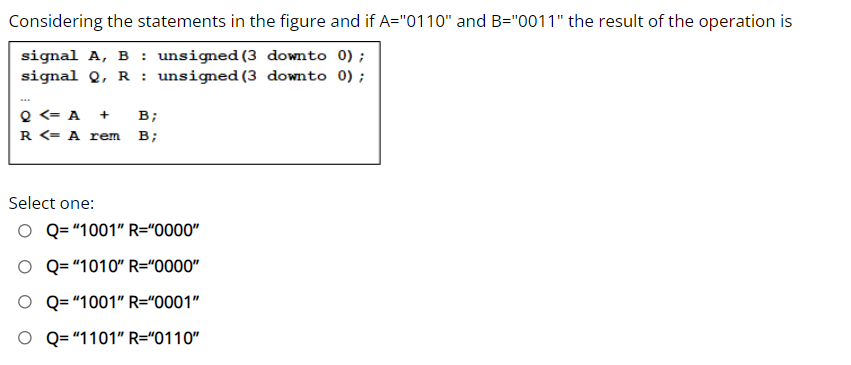 Considering the statements in the figure and if A="0110" and B="0011" the result of the operation is
signal A, B : unsigned(3 downto 0);
signal Q, R : unsigned(3 downto 0);
...
Q <= A + B;
R <= A rem B;
Select one:
Q= “1001” R=“0000”
Q= “1010” R=“0000”
Q= “1001” R=“0001”
Q= “1101” R=“0110”